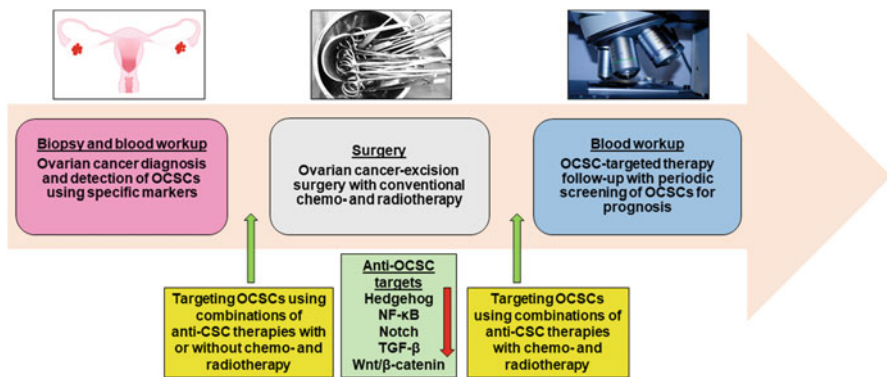 Biopsy and blood workup
Ovarian cancer diagnosis
and detection of OCSCs
using specific markers
Surgery
Ovarian cancer-excision
surgery with conventional
chemo- and radiotherapy
Blood workup
OCSC-targeted therapy
follow-up with periodic
screening of OCSCs for
prognosis
Targeting OCSCs using
combinations of
anti-CSC therapies with
or without chemo- and
radiotherapy
Anti-OCSC
targets
Hedgehog
NF-κB
Notch
TGF-β
Wnt/β-catenin
Targeting OCSCs
using combinations of
anti-CSC therapies
with chemo- and
radiotherapy